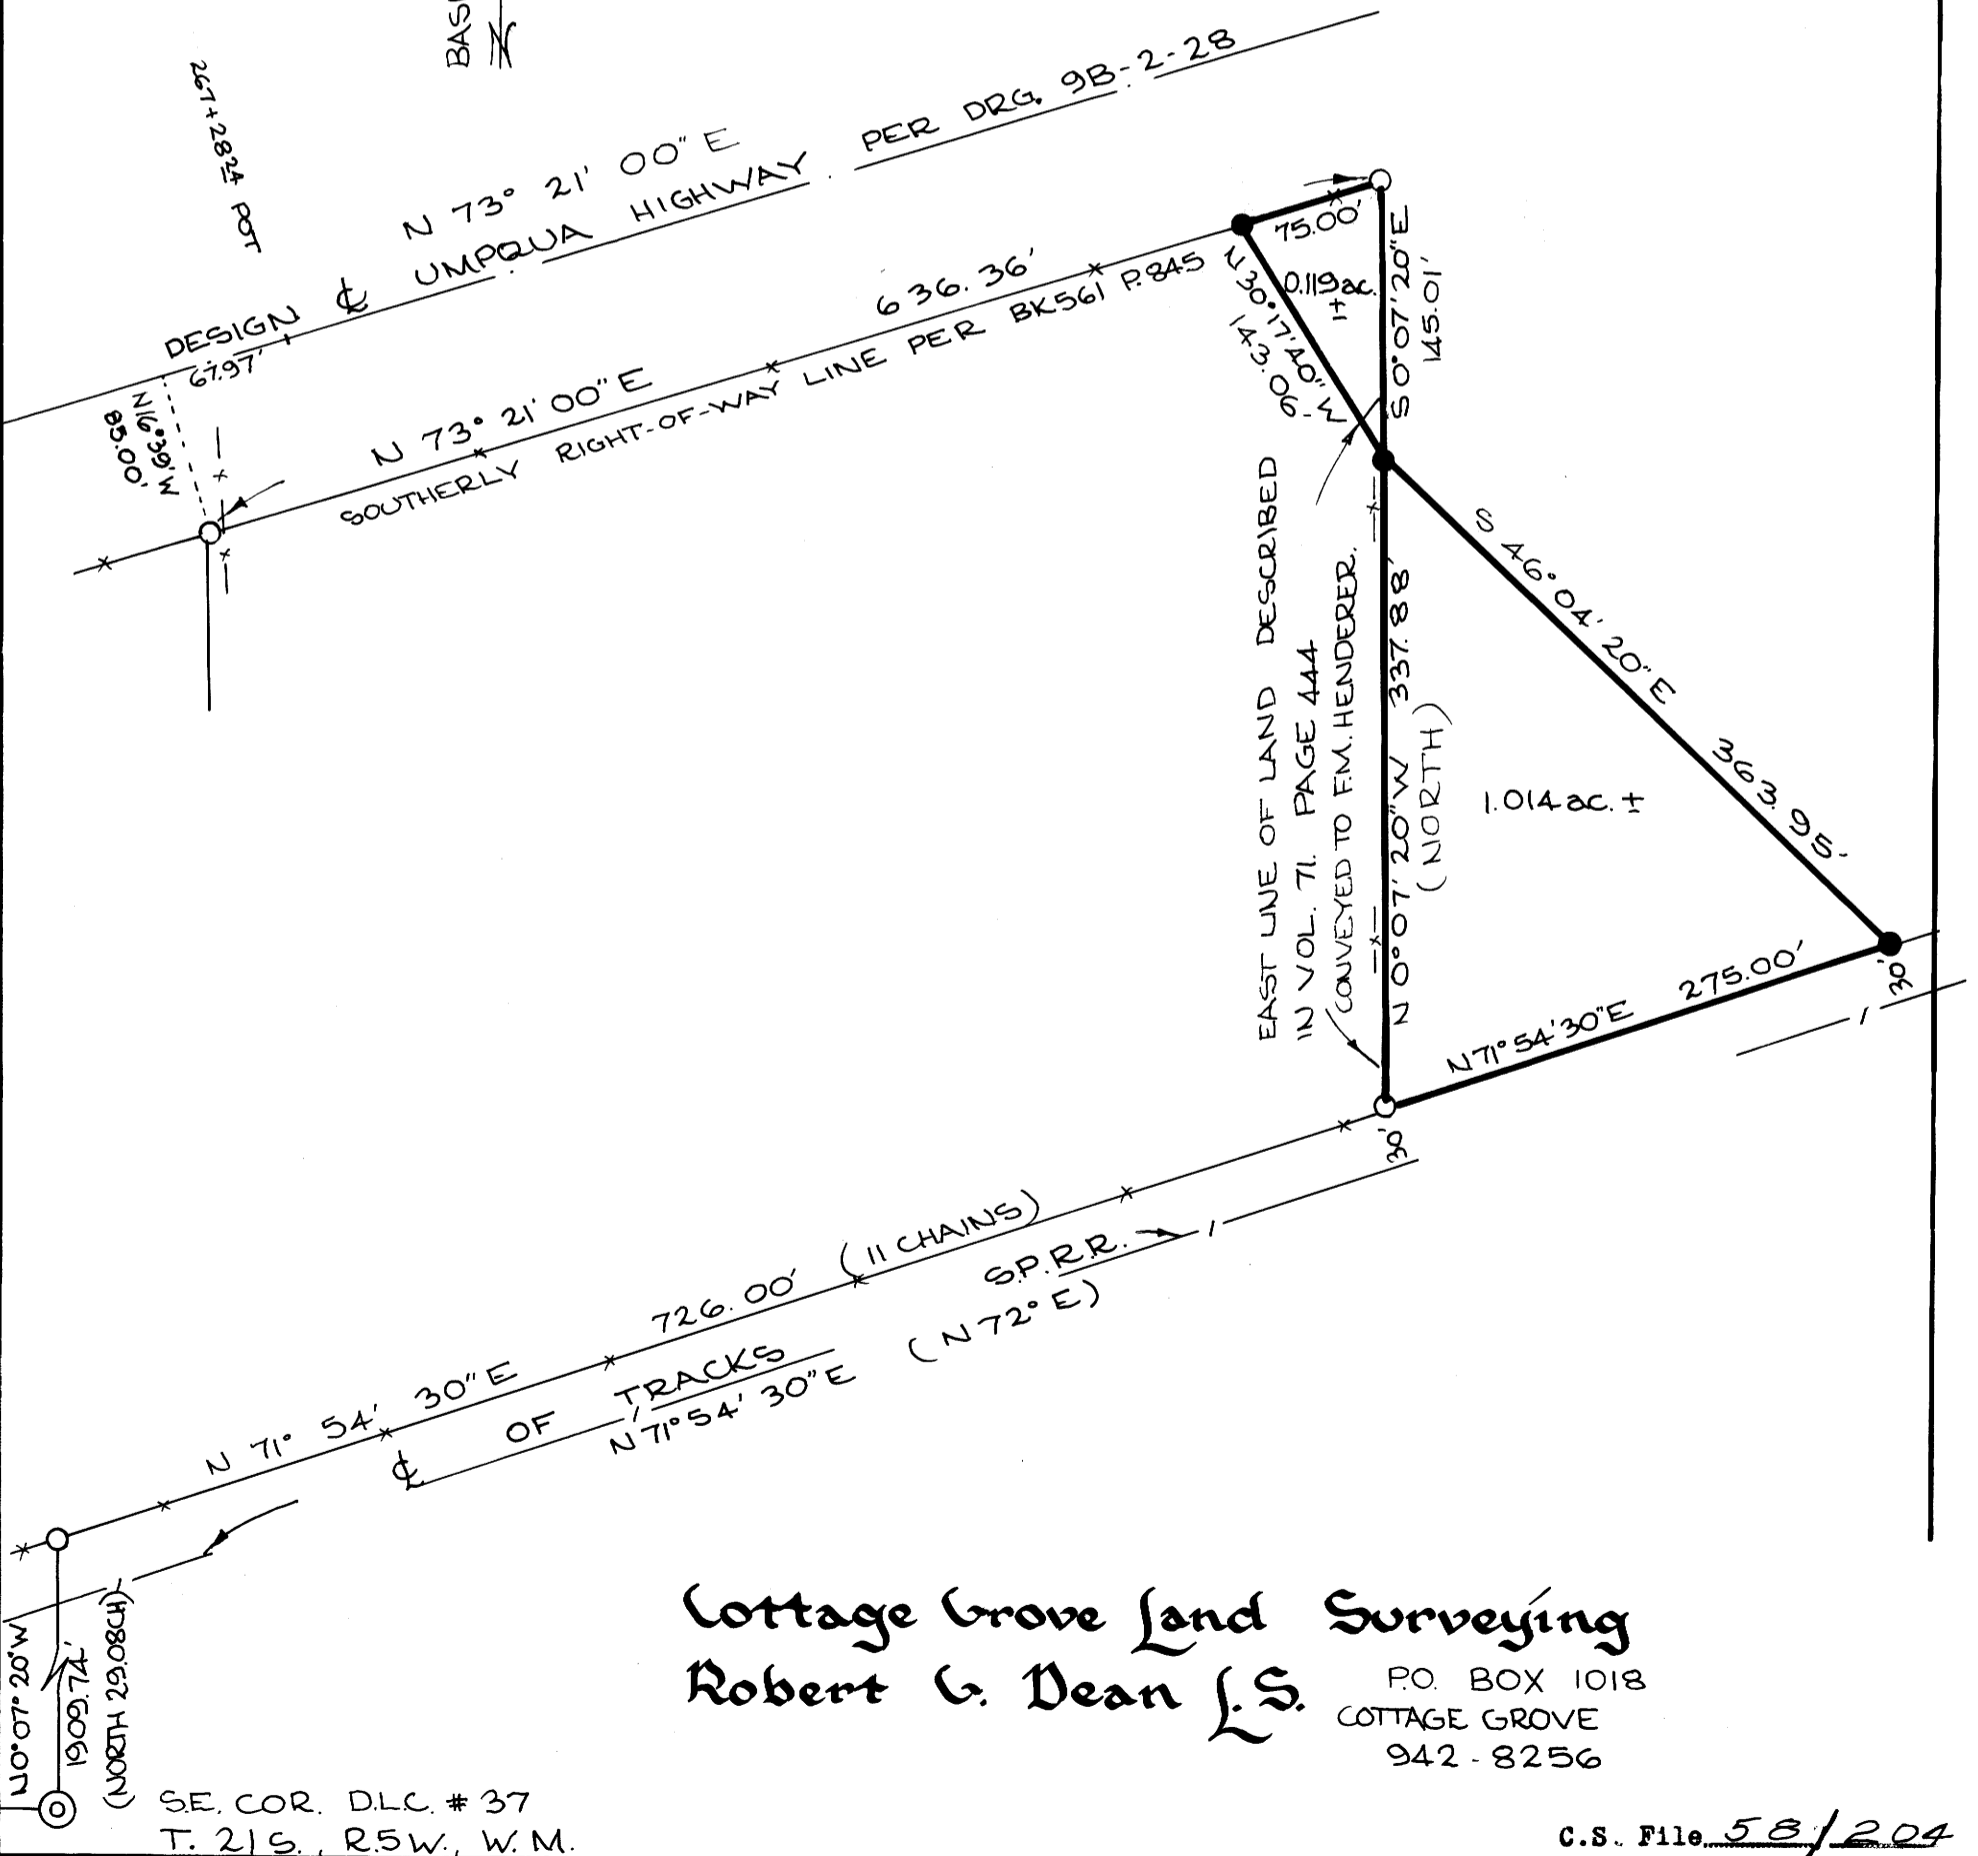 BAS
N
267+28 24 POT
N 73° 21' 00" E
DESIGN ℄ UMPQUA HIGHWAY. PER DRG. 9B-2-28
67.97'
N16°39'W
85.00'
636.36'
N 73° 21' 00" E
SOUTHERLY RIGHT-OF-WAY LINE PER BK561 P.845
75.00'
0.119 ac.
±
N 30° 17' 40" W
143.06'
S 0° 07' 20" E
145.01'
S 46° 04' 20" E 363.95'
EAST LINE OF LAND DESCRIBED
IN VOL. 71. PAGE 444
CONVEYED TO F.M. HENDERER.
N 0° 07' 20" W 337.88'
(NORTH)
1.014 ac. ±
N 71° 54' 30" E 275.00'
30'
30'
N 71° 54' 30" E 726.00' (11 CHAINS)
℄ OF TRACKS S.P.R.R.
N 71° 54' 30" E (N 72° E)
N0° 07' 20" W
1909.74'
(NORTH 29.08CH)
S.E. COR. D.L.C. # 37
T. 21 S., R.5W., W.M.
Cottage Grove Land Surveying
Robert G. Dean L.S.
P.O. BOX 1018
COTTAGE GROVE
942-8256
C.S. File 58/204